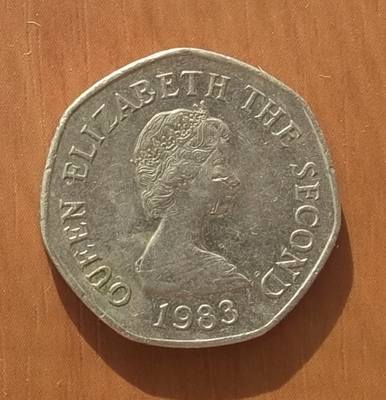 QUEEN ELIZABETH THE SECOND
1983